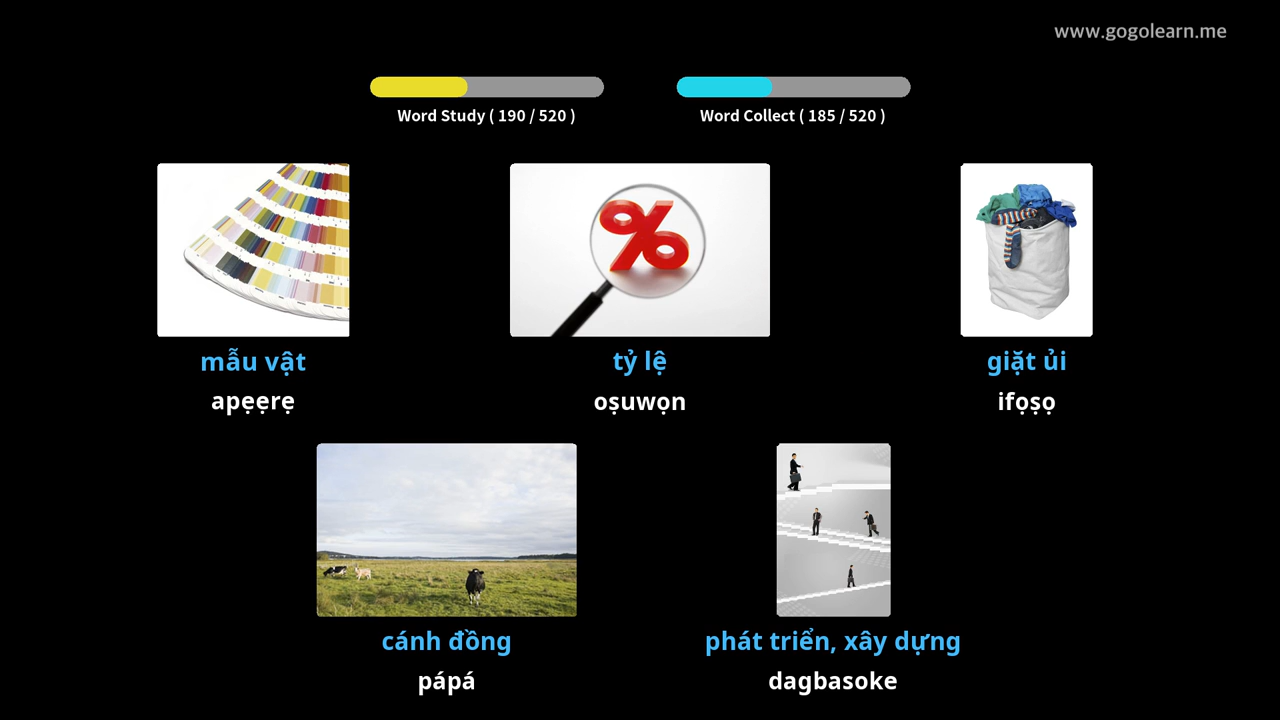 www.gogolearn.me
Word Study ( 190 / 520 )
Word Collect ( 185 / 520 )
mẫu vật
apẹẹrẹ
tỷ lệ
oṣuwọn
giặt ủi
ifọṣọ
cánh đồng
pápá
phát triển, xây dựng
dagbasoke